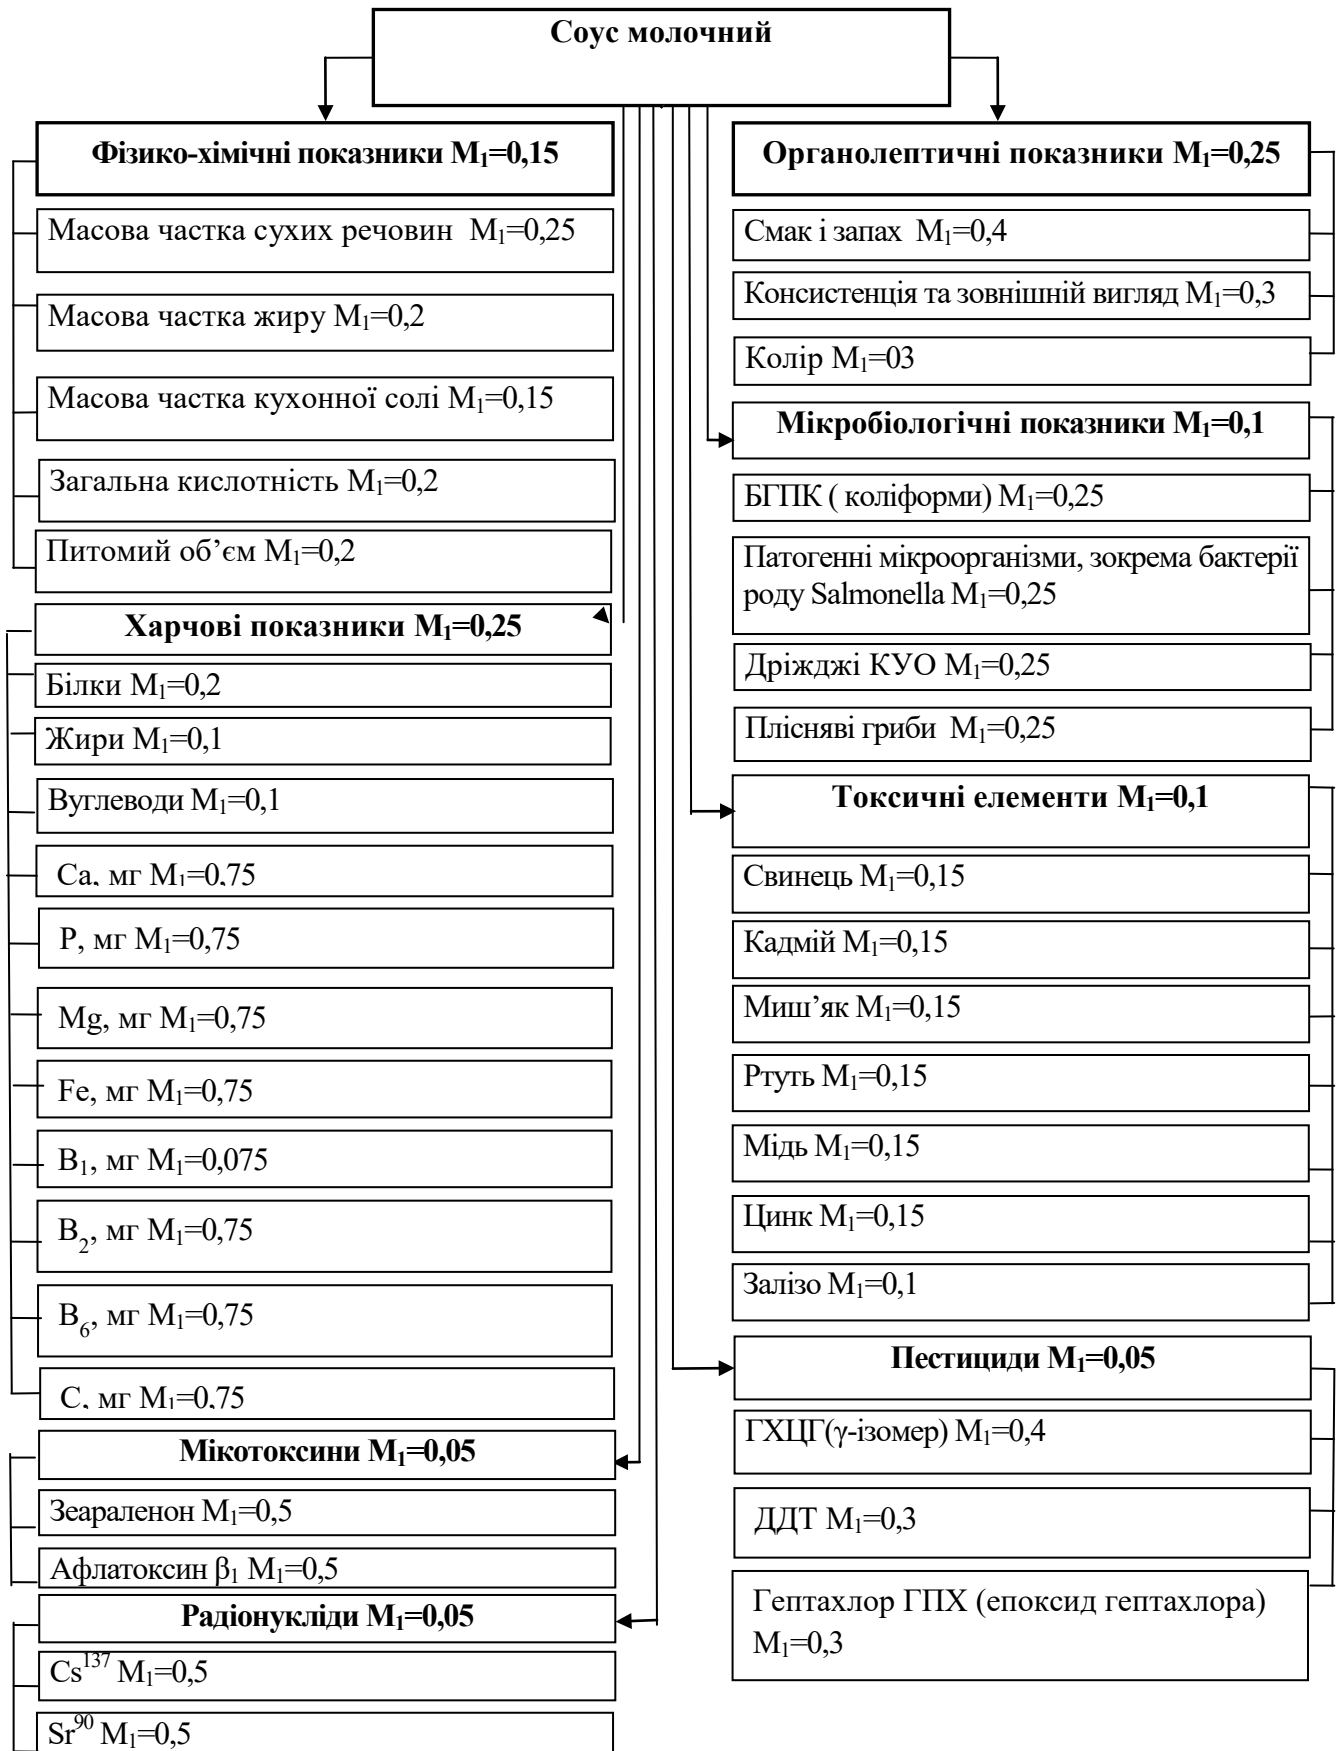 Соус молочний
Фізико-хімічні показники M₁=0,15
Масова частка сухих речовин M₁=0,25
Масова частка жиру M₁=0,2
Масова частка кухонної солі M₁=0,15
Загальна кислотність M₁=0,2
Питомий об’єм M₁=0,2
Харчові показники M₁=0,25
Білки M₁=0,2
Жири M₁=0,1
Вуглеводи M₁=0,1
Ca, мг M₁=0,75
P, мг M₁=0,75
Mg, мг M₁=0,75
Fe, мг M₁=0,75
B₁, мг M₁=0,075
B₂, мг M₁=0,75
B₆, мг M₁=0,75
C, мг M₁=0,75
Мікотоксини M₁=0,05
Зеараленон M₁=0,5
Афлатоксин β₁ M₁=0,5
Радіонукліди M₁=0,05
Cs¹³⁷ M₁=0,5
Sr⁹⁰ M₁=0,5
Органолептичні показники M₁=0,25
Смак і запах M₁=0,4
Консистенція та зовнішній вигляд M₁=0,3
Колір M₁=03
Мікробіологічні показники M₁=0,1
БГПК ( коліформи) M₁=0,25
Патогенні мікроорганізми, зокрема бактерії
роду Salmonella M₁=0,25
Дріжджі КУО M₁=0,25
Плісняві гриби M₁=0,25
Токсичні елементи M₁=0,1
Свинець M₁=0,15
Кадмій M₁=0,15
Миш’як M₁=0,15
Ртуть M₁=0,15
Мідь M₁=0,15
Цинк M₁=0,15
Залізо M₁=0,1
Пестициди M₁=0,05
ГХЦГ(γ-ізомер) M₁=0,4
ДДТ M₁=0,3
Гептахлор ГПХ (епоксид гептахлора)
M₁=0,3